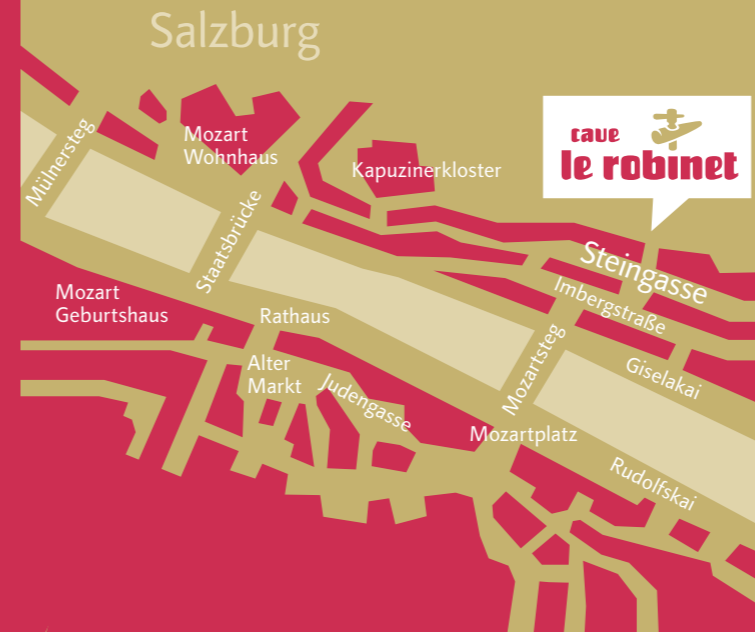 Salzburg
Mülnersteg
Mozart
Wohnhaus
Kapuzinerkloster
cave
le robinet
Staatsbrücke
Steingasse
Imbergstraße
Mozart
Geburtshaus
Rathaus
Mozartsteg
Giselakai
Alter
Markt
Judengasse
Mozartplatz
Rudolfskai